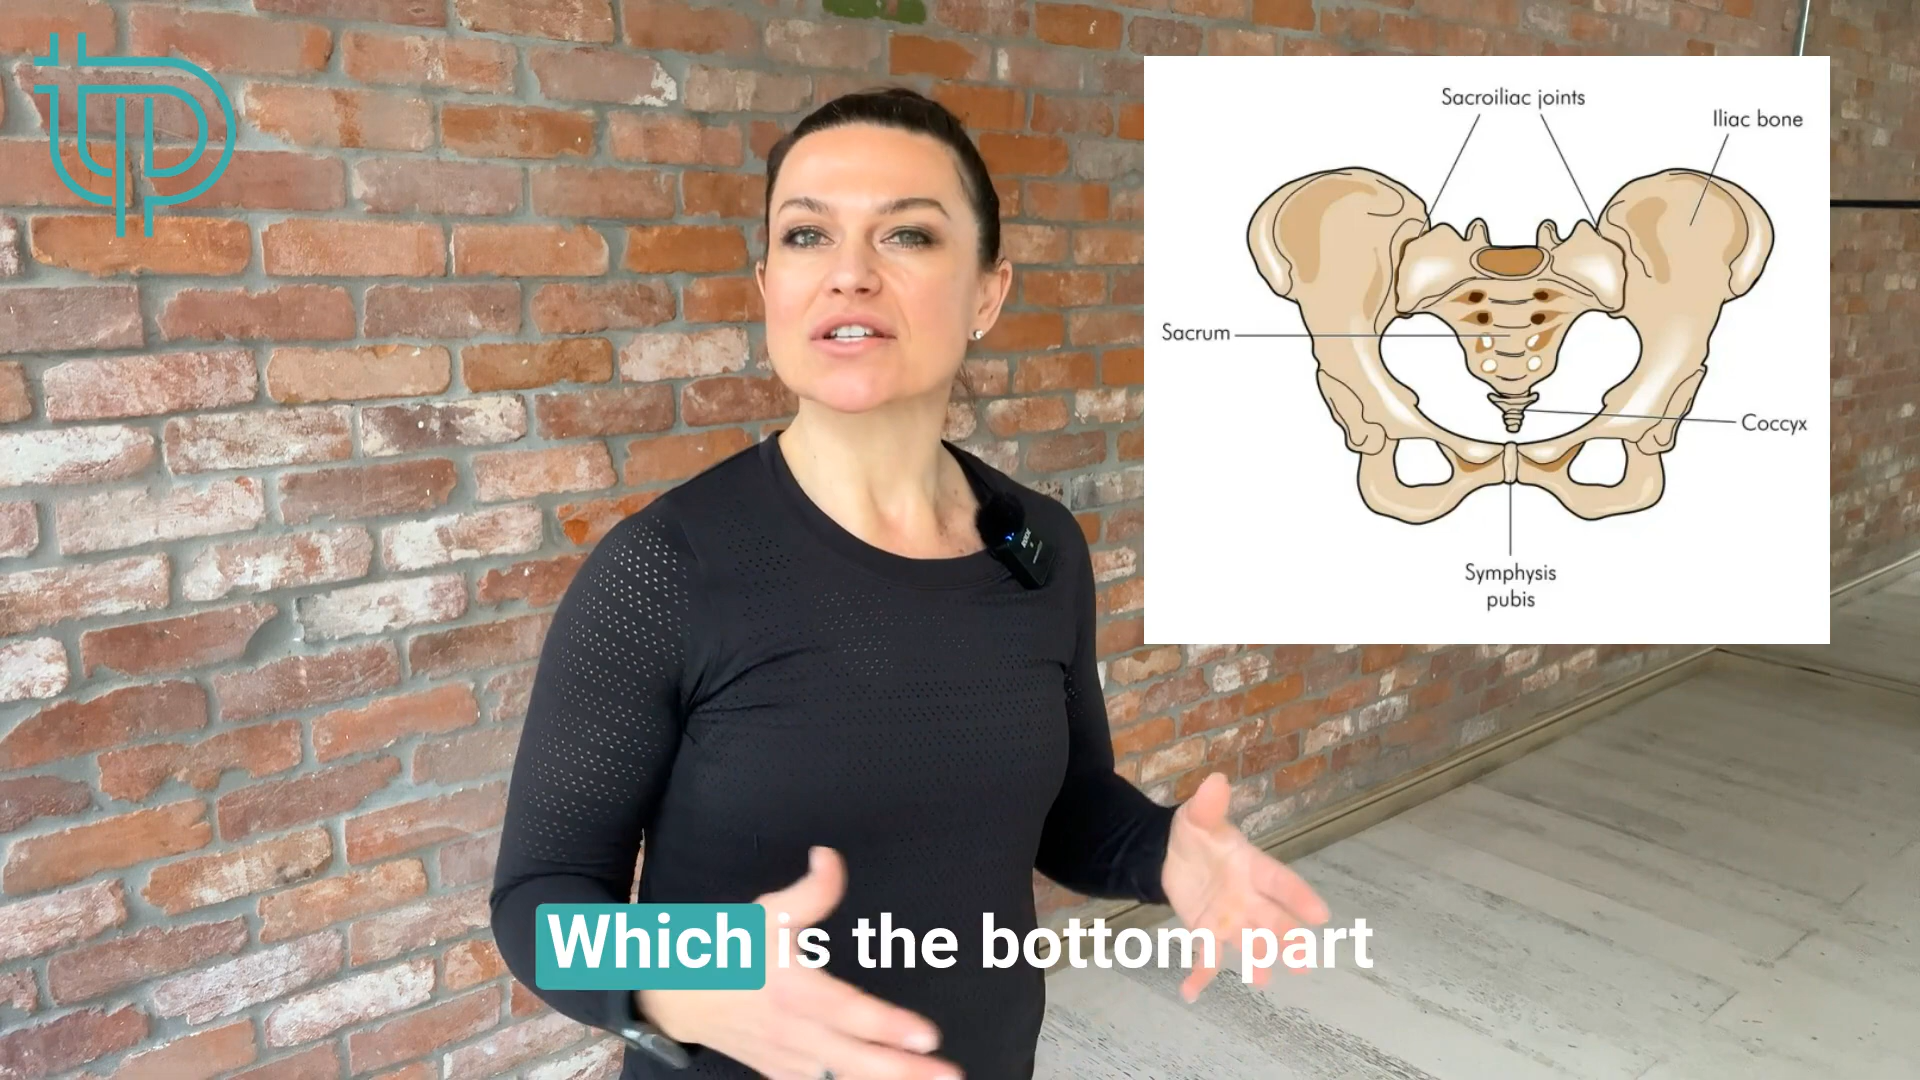 Sacroiliac joints
Iliac bone
Sacrum
Coccyx
Symphysis
pubis
Which is the bottom part